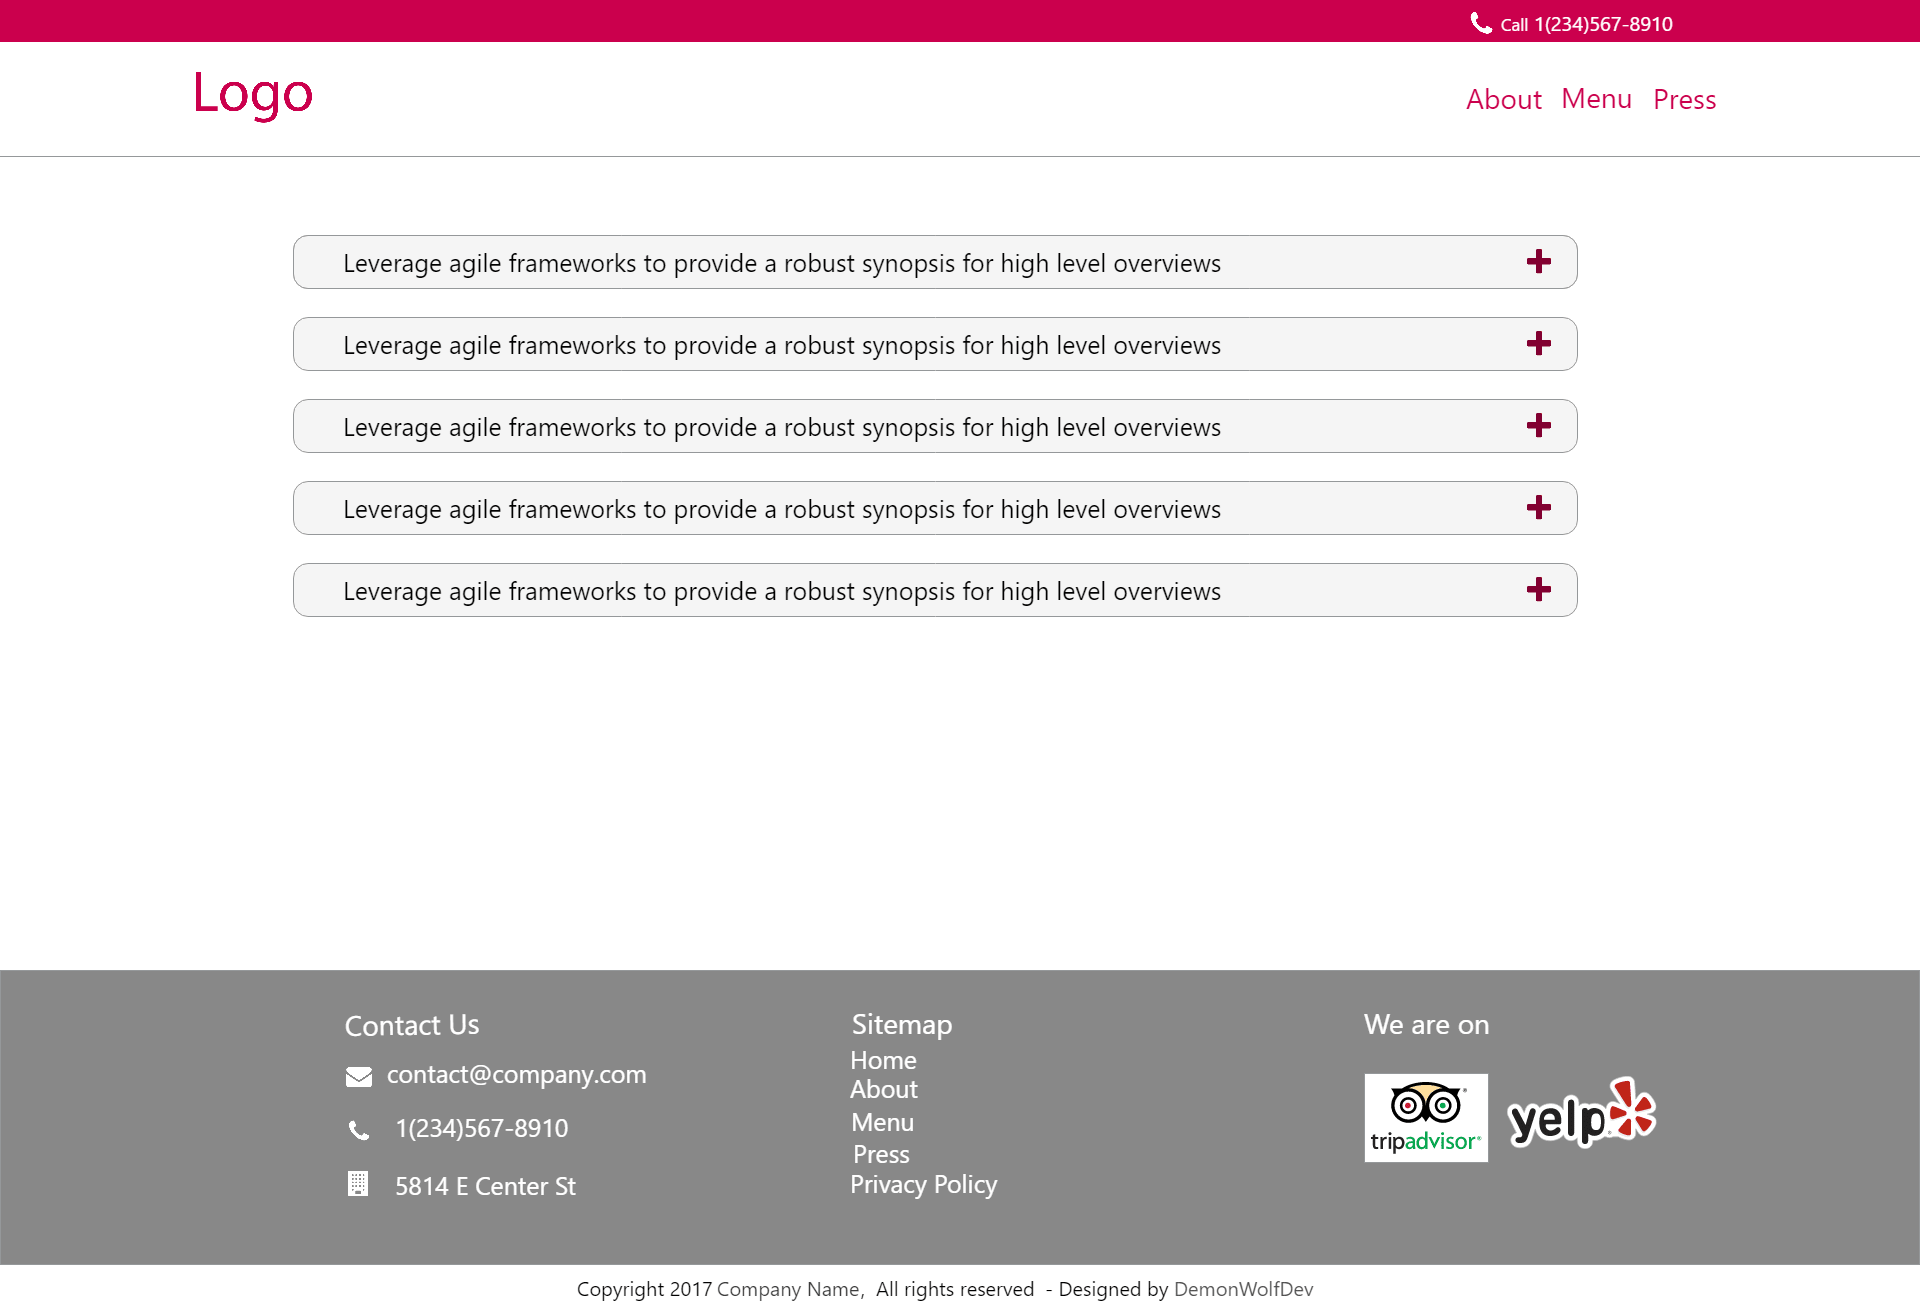 Call 1(234)567-8910
Logo
About Menu Press
Leverage agile frameworks to provide a robust synopsis for high level overviews
Leverage agile frameworks to provide a robust synopsis for high level overviews
Leverage agile frameworks to provide a robust synopsis for high level overviews
Leverage agile frameworks to provide a robust synopsis for high level overviews
Leverage agile frameworks to provide a robust synopsis for high level overviews
Contact Us
contact@company.com
1(234)567-8910
5814 E Center St
Sitemap
Home
About
Menu
Press
Privacy Policy
We are on
tripadvisor®
yelp
Copyright 2017 Company Name, All rights reserved - Designed by DemonWolfDev